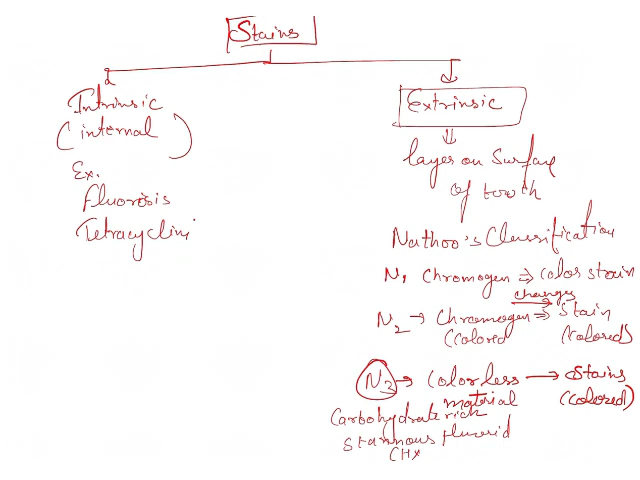 Stains
Intrinsic
(internal)
Ex.
Fluorosis
Tetracyclin
Extrinsic
layer on surface
of tooth
Nathoo's Classification
N1 Chromogen ⇒ color stain
N2 → Chromogen ⇒ Stain
changes
(colored (colored)
N3 → colorless → Stains
material (colored)
Carbohydrate rich
Stannous fluorid
CHX